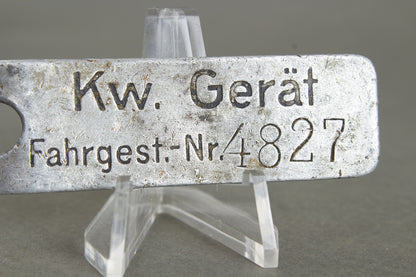 Kw. Gerät
Fahrgest.-Nr. 4827